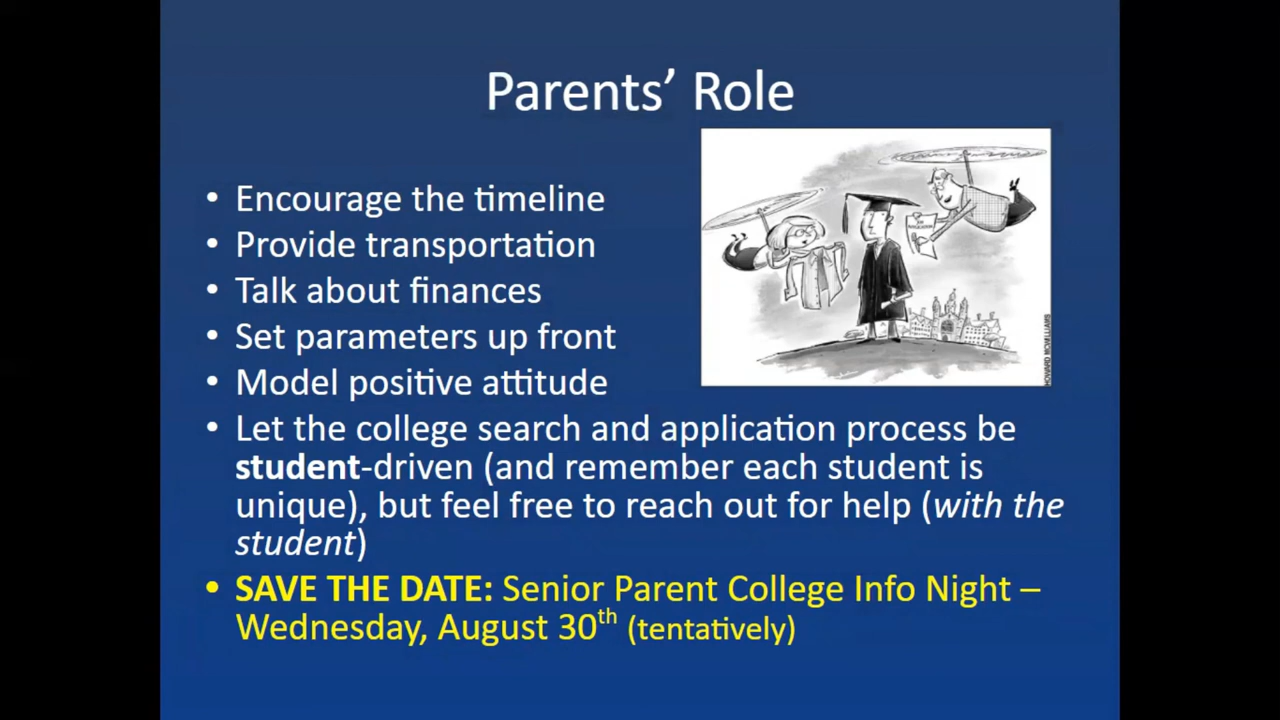 Parents' Role
• Encourage the timeline
• Provide transportation
• Talk about finances
• Set parameters up front
• Model positive attitude
• Let the college search and application process be
student-driven (and remember each student is
unique), but feel free to reach out for help (with the
student)
• SAVE THE DATE: Senior Parent College Info Night –
Wednesday, August 30th (tentatively)
HOWARD MCWILLIAM